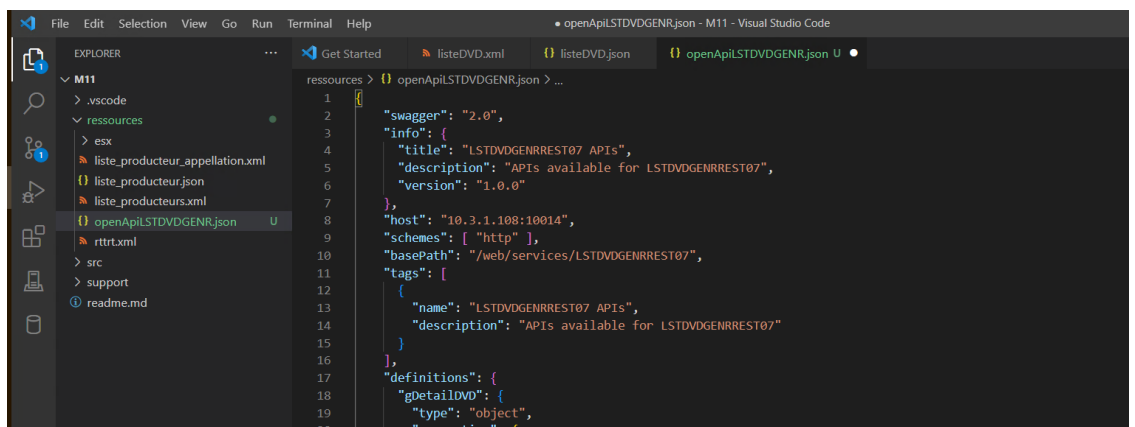 File Edit Selection View Go Run Terminal Help
● openApiLSTDVDGENR.json - M11 - Visual Studio Code
EXPLORER ...
Get Started
listeDVD.xml
{} listeDVD.json
{} openApiLSTDVDGENR.json U ●
M11
> .vscode
ressources
> esx
liste_producteur_appellation.xml
{} liste_producteur.json
liste_producteurs.xml
{} openApiLSTDVDGENR.json U
rttrt.xml
> src
> support
readme.md
1
1
ressources > {} openApiLSTDVDGENR.json > ...
1 {
2 "swagger": "2.0",
3 "info": {
4 "title": "LSTDVDGENRREST07 APIs",
5 "description": "APIs available for LSTDVDGENRREST07",
6 "version": "1.0.0"
7 },
8 "host": "10.3.1.108:10014",
9 "schemes": [ "http" ],
10 "basePath": "/web/services/LSTDVDGENRREST07",
11 "tags": [
12 {
13 "name": "LSTDVDGENRREST07 APIs",
14 "description": "APIs available for LSTDVDGENRREST07"
15 }
16 ],
17 "definitions": {
18 "gDetailDVD": {
19 "type": "object",